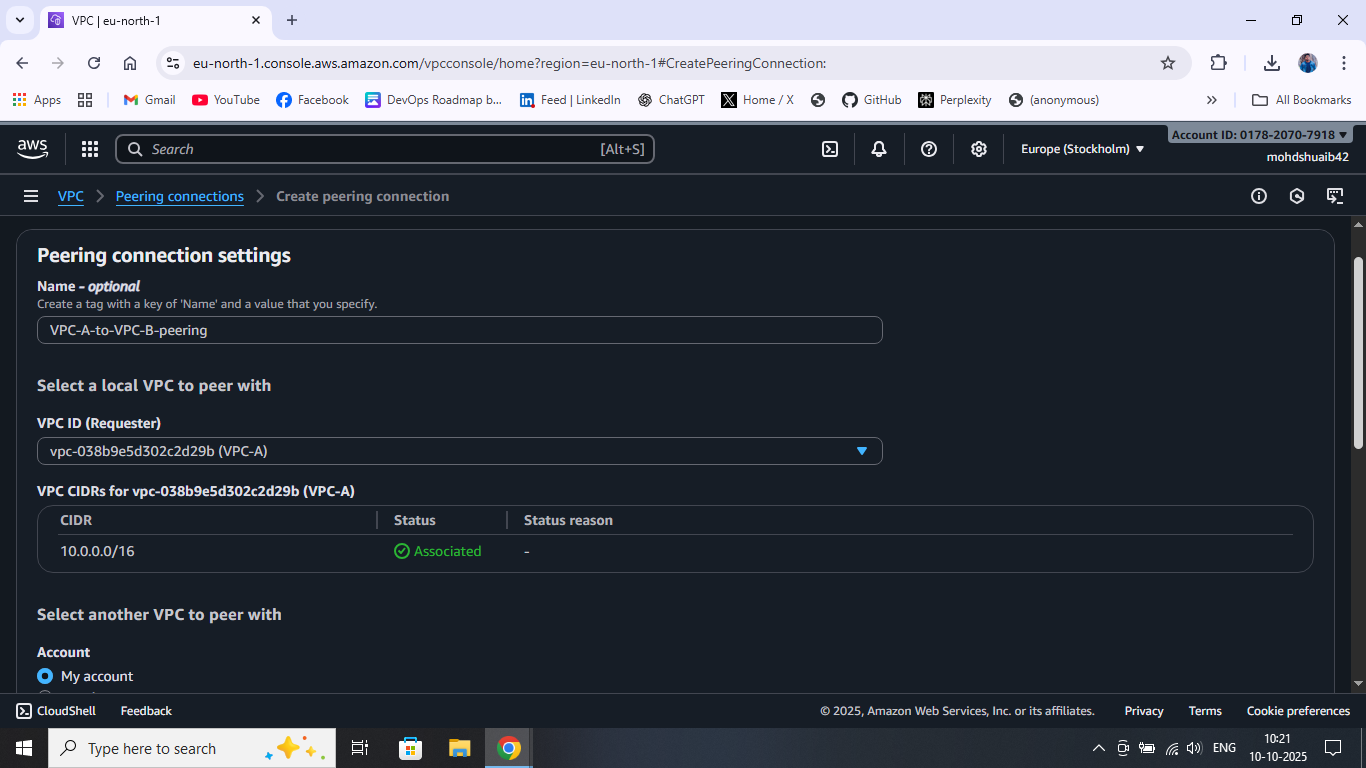 VPC | eu-north-1
eu-north-1.console.aws.amazon.com/vpcconsole/home?region=eu-north-1#CreatePeeringConnection:
Apps
Gmail
YouTube
Facebook
DevOps Roadmap b...
Feed | LinkedIn
ChatGPT
Home / X
GitHub
Perplexity
(anonymous)
All Bookmarks
aws
Search
[Alt+S]
Europe (Stockholm)
Account ID: 0178-2070-7918
mohdshuaib42
VPC
Peering connections
Create peering connection
Peering connection settings
Name - optional
Create a tag with a key of 'Name' and a value that you specify.
VPC-A-to-VPC-B-peering
Select a local VPC to peer with
VPC ID (Requester)
vpc-038b9e5d302c2d29b (VPC-A)
VPC CIDRs for vpc-038b9e5d302c2d29b (VPC-A)
CIDR Status Status reason
10.0.0.0/16 Associated -
Select another VPC to peer with
Account
My account
CloudShell
Feedback
© 2025, Amazon Web Services, Inc. or its affiliates.
Privacy
Terms
Cookie preferences
Type here to search
ENG
10:21
10-10-2025